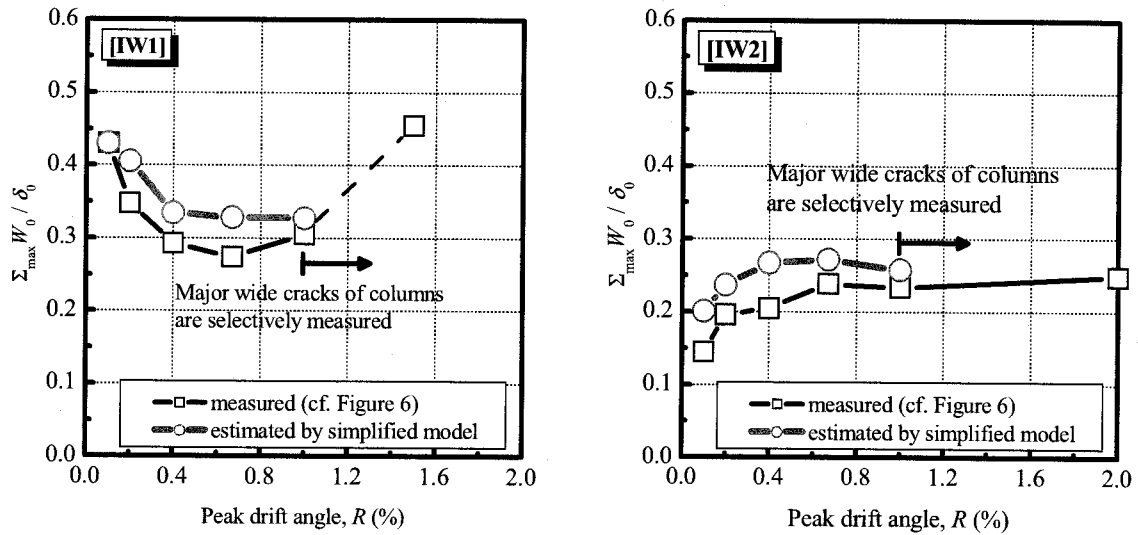 [IW1]
0.6
0.5
0.4
0.3
0.2
0.1
0.0
Σmax W0 / δ0
Major wide cracks of columns
are selectively measured
measured (cf. Figure 6)
estimated by simplified model
0.0 0.4 0.8 1.2 1.6 2.0
Peak drift angle, R (%)
[IW2]
0.6
0.5
0.4
0.3
0.2
0.1
0.0
Σmax W0 / δ0
Major wide cracks of columns
are selectively measured
measured (cf. Figure 6)
estimated by simplified model
0.0 0.4 0.8 1.2 1.6 2.0
Peak drift angle, R (%)